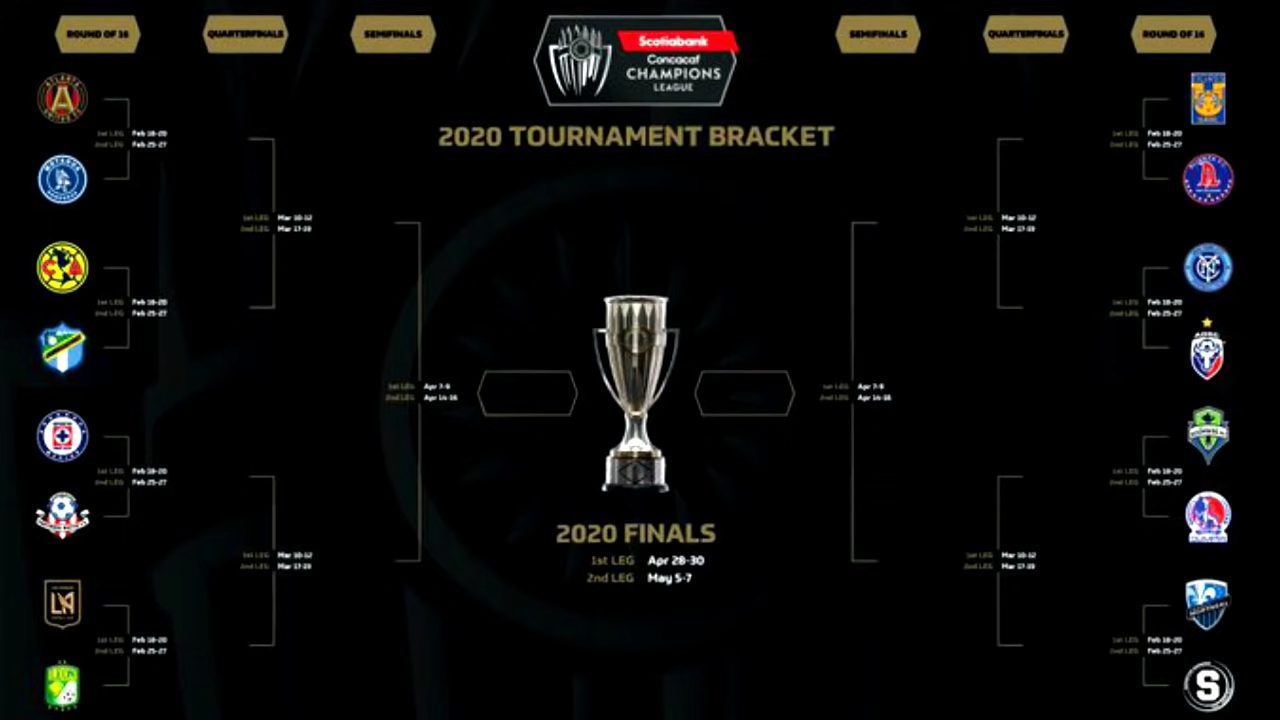 ROUND OF 16
QUARTERFINALS
SEMIFINALS
Scotiabank
Concacaf
CHAMPIONS
LEAGUE
SEMIFINALS
QUARTERFINALS
ROUND OF 16
2020 TOURNAMENT BRACKET
ATLANTA
1st LEG Feb 18-20
2nd LEG Feb 25-27
MOTAGUA
1st LEG Mar 10-12
2nd LEG Mar 17-19
CA
1st LEG Feb 18-20
2nd LEG Feb 25-27
1st LEG Apr 7-9
2nd LEG Apr 14-16
1st LEG Feb 18-20
2nd LEG Feb 25-27
1st LEG Mar 10-12
2nd LEG Mar 17-19
LA
1st LEG Feb 18-20
2nd LEG Feb 25-27
LEON
2020 FINALS
1st LEG Apr 28-30
2nd LEG May 5-7
1st LEG Feb 18-20
2nd LEG Feb 25-27
1st LEG Mar 10-12
2nd LEG Mar 17-19
1st LEG Feb 18-20
2nd LEG Feb 25-27
1st LEG Apr 7-9
2nd LEG Apr 14-16
1st LEG Feb 18-20
2nd LEG Feb 25-27
OLIMPIA
1st LEG Mar 10-12
2nd LEG Mar 17-19
MONTREAL
1st LEG Feb 18-20
2nd LEG Feb 25-27
S